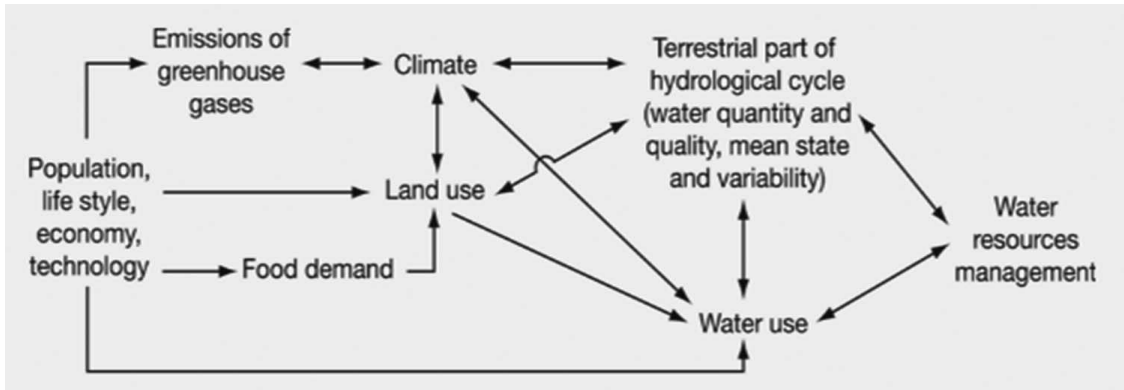 Emissions of
greenhouse
gases
Climate
Terrestrial part of
hydrological cycle
(water quantity and
quality, mean state
and variability)
Population,
life style,
economy,
technology
Land use
Food demand
Water
resources
management
Water use